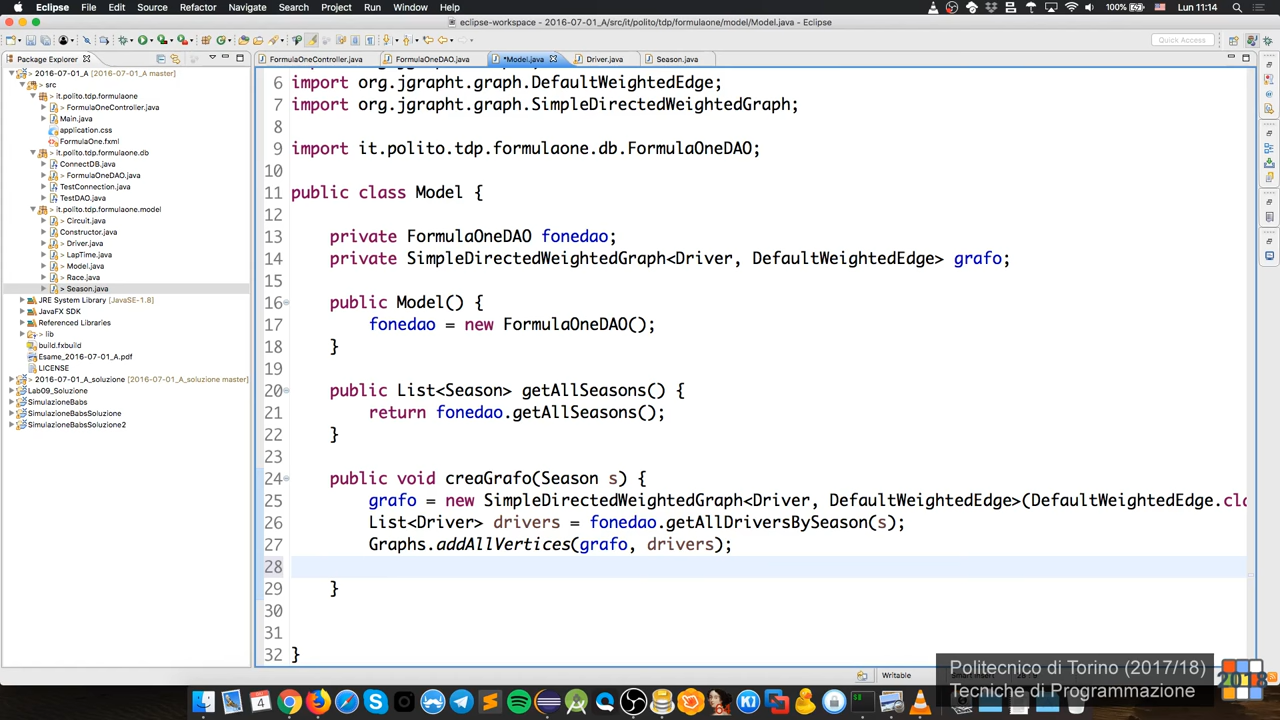 Eclipse File Edit Source Refactor Navigate Search Project Run Window Help
100% Lun 11:14
eclipse-workspace - 2016-07-01_A/src/it/polito/tdp/formulaone/model/Model.java - Eclipse
Quick Access
Package Explorer
FormulaOneController.java FormulaOneDAO.java *Model.java Driver.java Season.java
2016-07-01_A [2016-07-01_A master]
src
it.polito.tdp.formulaone
> FormulaOneController.java
Main.java
application.css
FormulaOne.fxml
it.polito.tdp.formulaone.db
ConnectDB.java
> FormulaOneDAO.java
TestConnection.java
TestDAO.java
it.polito.tdp.formulaone.model
> Circuit.java
Constructor.java
> Driver.java
> LapTime.java
> Model.java
> Race.java
> Season.java
JRE System Library [JavaSE-1.8]
JavaFX SDK
Referenced Libraries
> lib
build.fxbuild
Esame_2016-07-01_A.pdf
LICENSE
2016-07-01_A_soluzione [2016-07-01_A_soluzione master]
Lab09_Soluzione
SimulazioneBabs
SimulazioneBabsSoluzione
SimulazioneBabsSoluzione2
6 import org.jgrapht.graph.DefaultWeightedEdge;
7 import org.jgrapht.graph.SimpleDirectedWeightedGraph;
8
9 import it.polito.tdp.formulaone.db.FormulaOneDAO;
10
11 public class Model {
12
13 private FormulaOneDAO fonedao;
14 private SimpleDirectedWeightedGraph<Driver, DefaultWeightedEdge> grafo;
15
16 public Model() {
17 fonedao = new FormulaOneDAO();
18 }
19
20 public List<Season> getAllSeasons() {
21 return fonedao.getAllSeasons();
22 }
23
24 public void creaGrafo(Season s) {
25 grafo = new SimpleDirectedWeightedGraph<Driver, DefaultWeightedEdge>(DefaultWeightedEdge.cla
26 List<Driver> drivers = fonedao.getAllDriversBySeason(s);
27 Graphs.addAllVertices(grafo, drivers);
28
29 }
30
31
32 }
Writable
Politecnico di Torino (2017/18)
Tecniche di Programmazione
2018